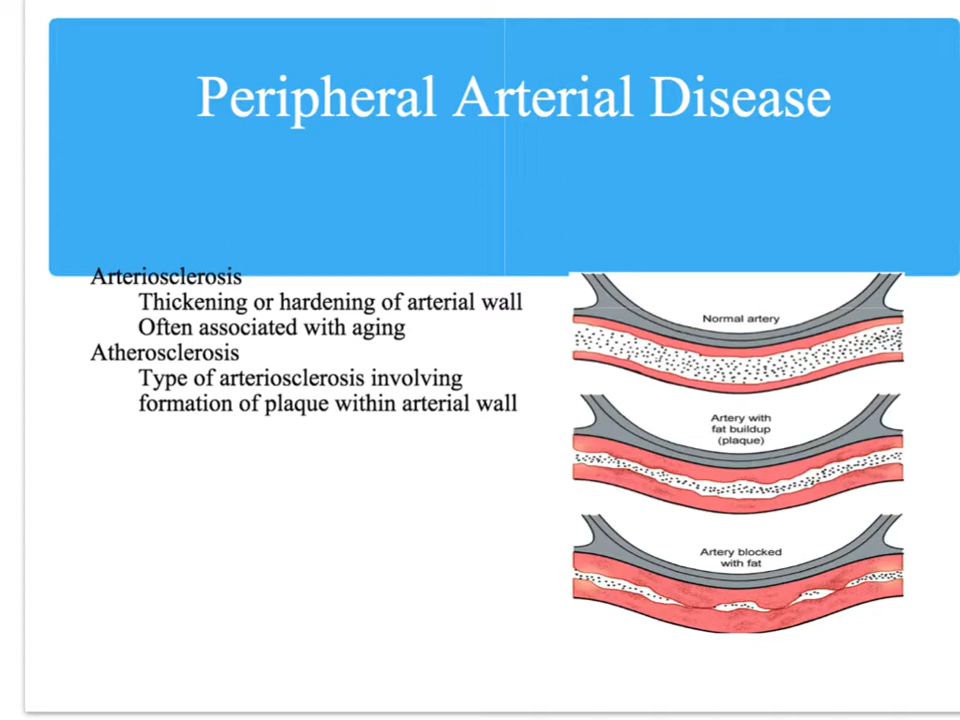 Peripheral Arterial Disease
Arteriosclerosis
Thickening or hardening of arterial wall
Often associated with aging
Atherosclerosis
Type of arteriosclerosis involving
formation of plaque within arterial wall
Normal artery
Artery with
fat buildup
(plaque)
Artery blocked
with fat